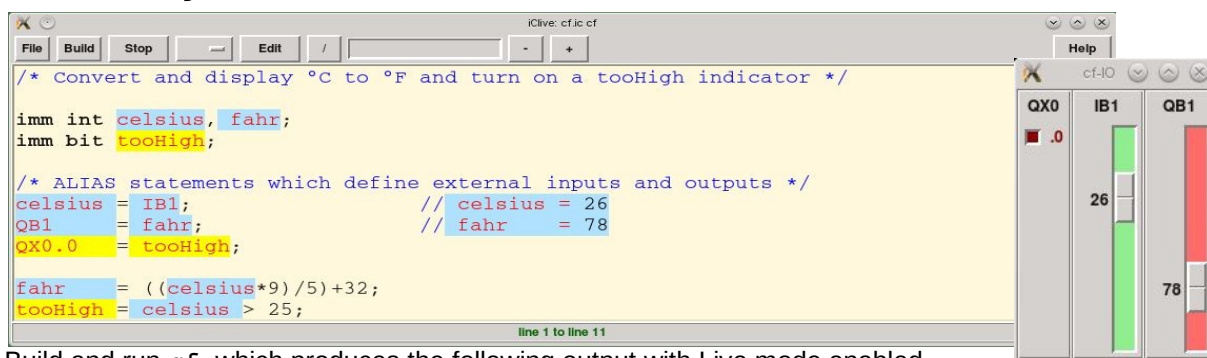 iClive: cf.ic cf
File Build Stop Edit / - + Help
/* Convert and display °C to °F and turn on a tooHigh indicator */
imm int celsius, fahr;
imm bit tooHigh;
/* ALIAS statements which define external inputs and outputs */
celsius = IB1; // celsius = 26
QB1 = fahr; // fahr = 78
QX0.0 = tooHigh;
fahr = ((celsius*9)/5)+32;
tooHigh = celsius > 25;
line 1 to line 11
cf-IO
QX0 IB1 QB1
.0
26
78